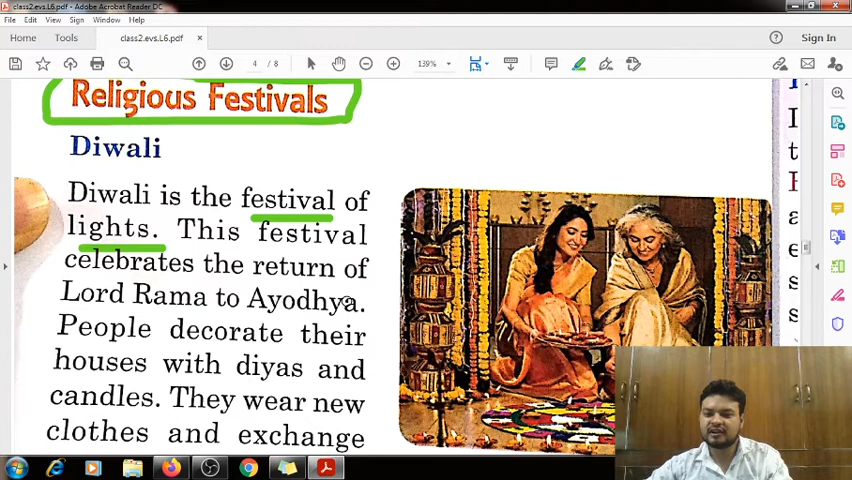 class2.evs.L6.pdf - Adobe Acrobat Reader DC
File Edit View Sign Window Help
Home Tools class2.evs.L6.pdf × Sign In
4 / 8 139%
Religious Festivals
Diwali
Diwali is the festival of
lights. This festival
celebrates the return of
Lord Rama to Ayodhya.
People decorate their
houses with diyas and
candles. They wear new
clothes and exchange